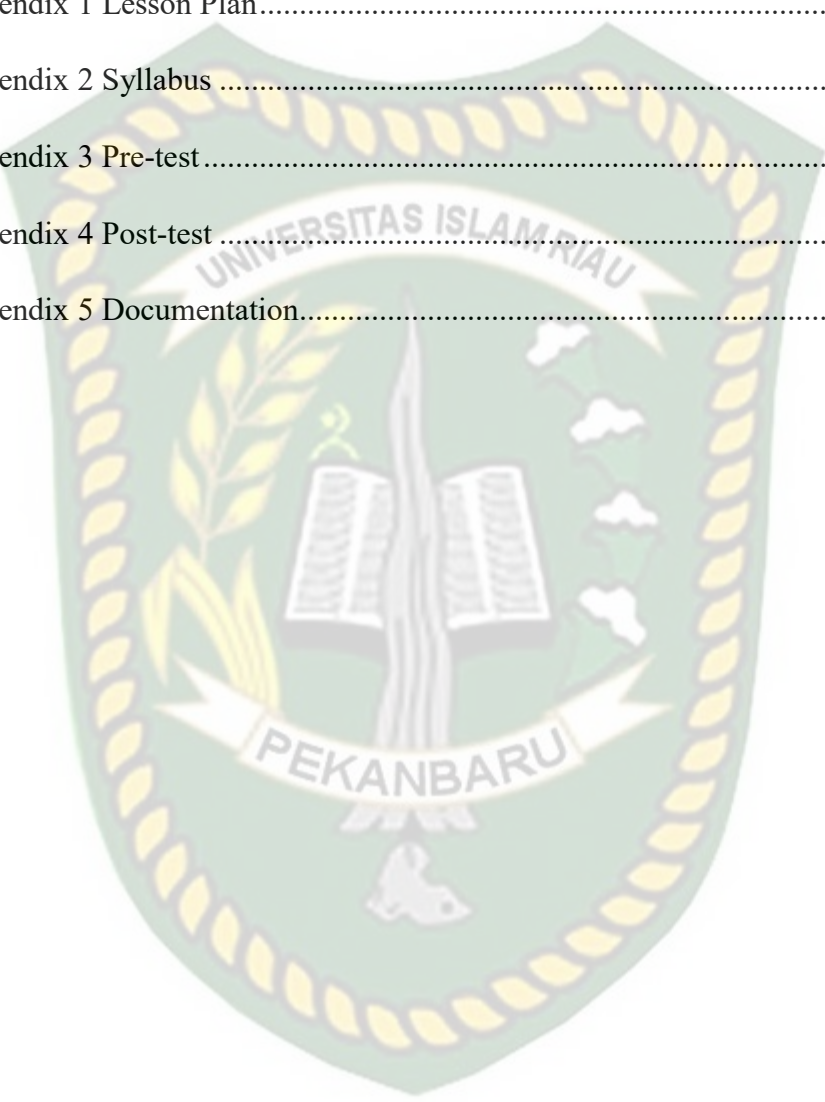 endix 1 Lesson Plan..........................................................................
endix 2 Syllabus ...............................................................................
endix 3 Pre-test.................................................................................
endix 4 Post-test ...............................................................................
endix 5 Documentation.....................................................................
UNIVERSITAS ISLAM RIAU
PEKANBARU